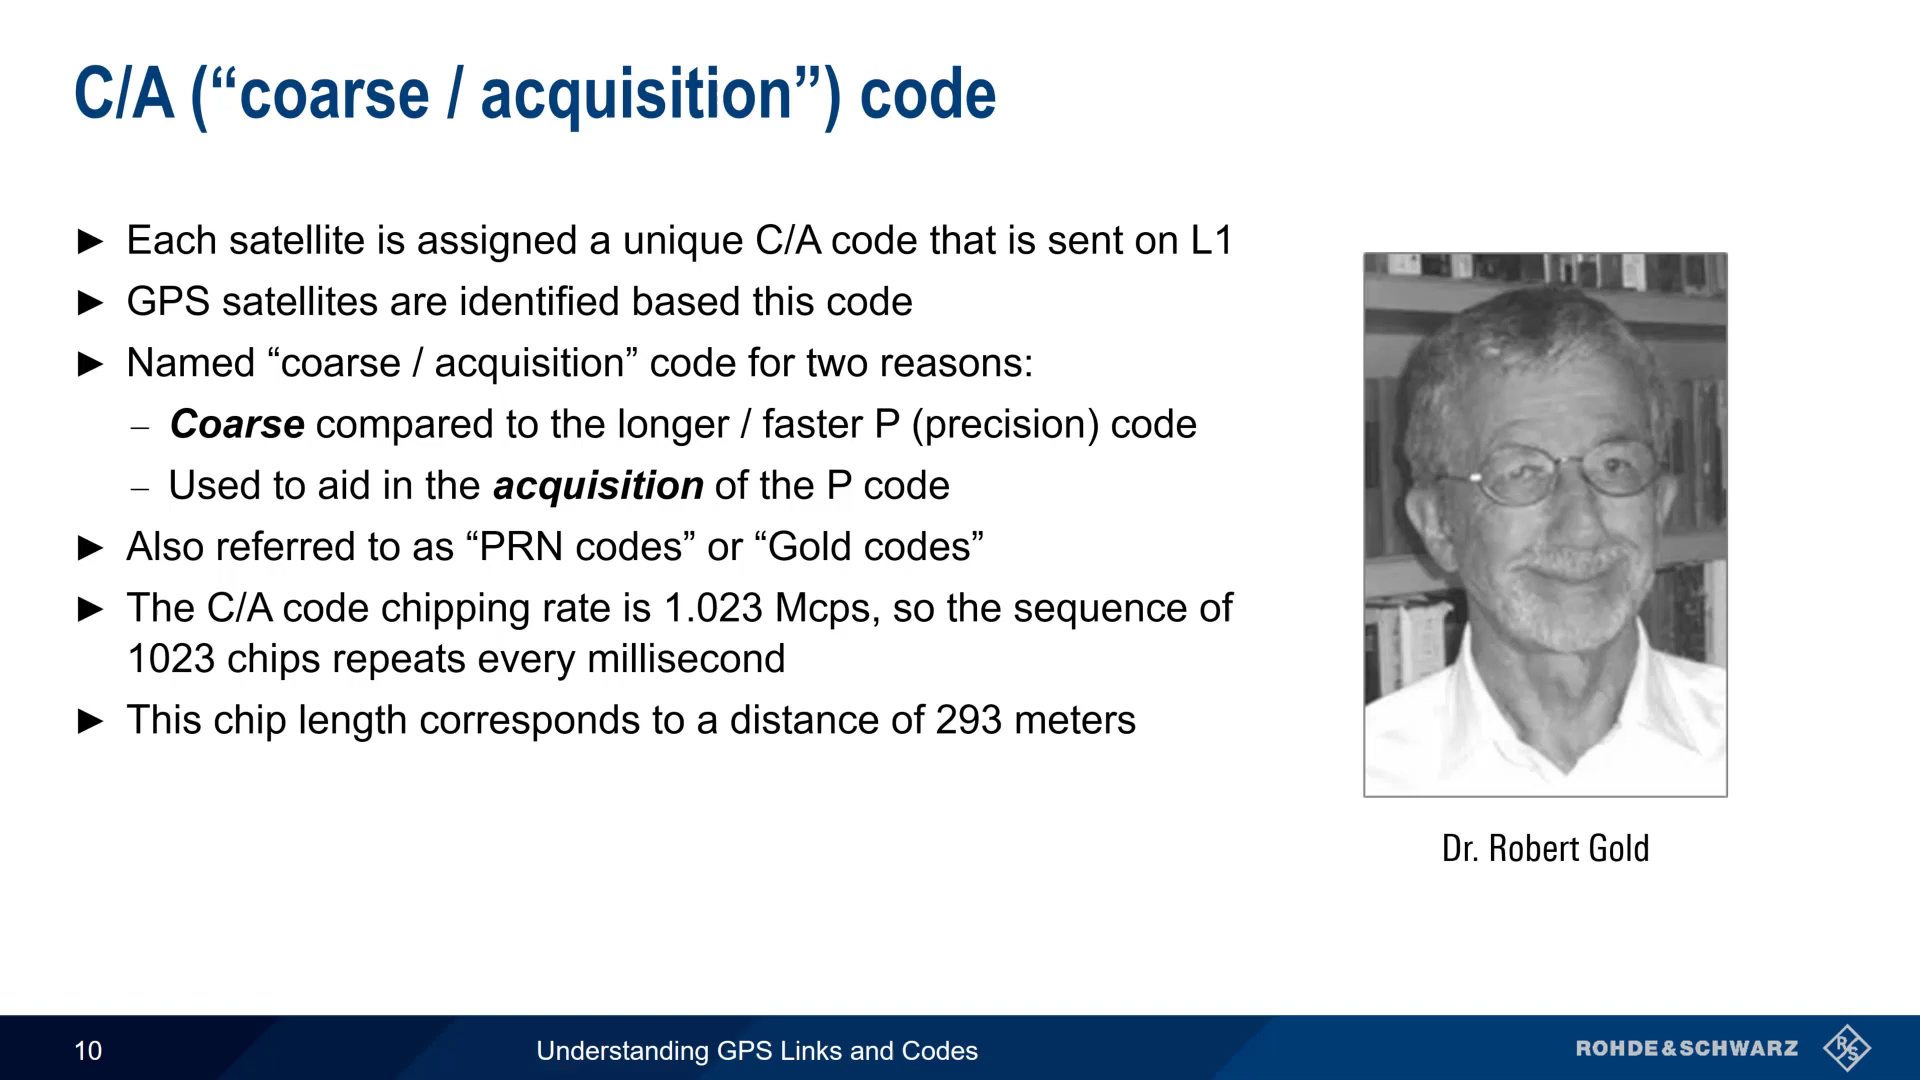 C/A (“coarse / acquisition”) code
► Each satellite is assigned a unique C/A code that is sent on L1
► GPS satellites are identified based this code
► Named “coarse / acquisition” code for two reasons:
– Coarse compared to the longer / faster P (precision) code
– Used to aid in the acquisition of the P code
► Also referred to as “PRN codes” or “Gold codes”
► The C/A code chipping rate is 1.023 Mcps, so the sequence of
1023 chips repeats every millisecond
► This chip length corresponds to a distance of 293 meters
Dr. Robert Gold
10
Understanding GPS Links and Codes
ROHDE&SCHWARZ
R&S